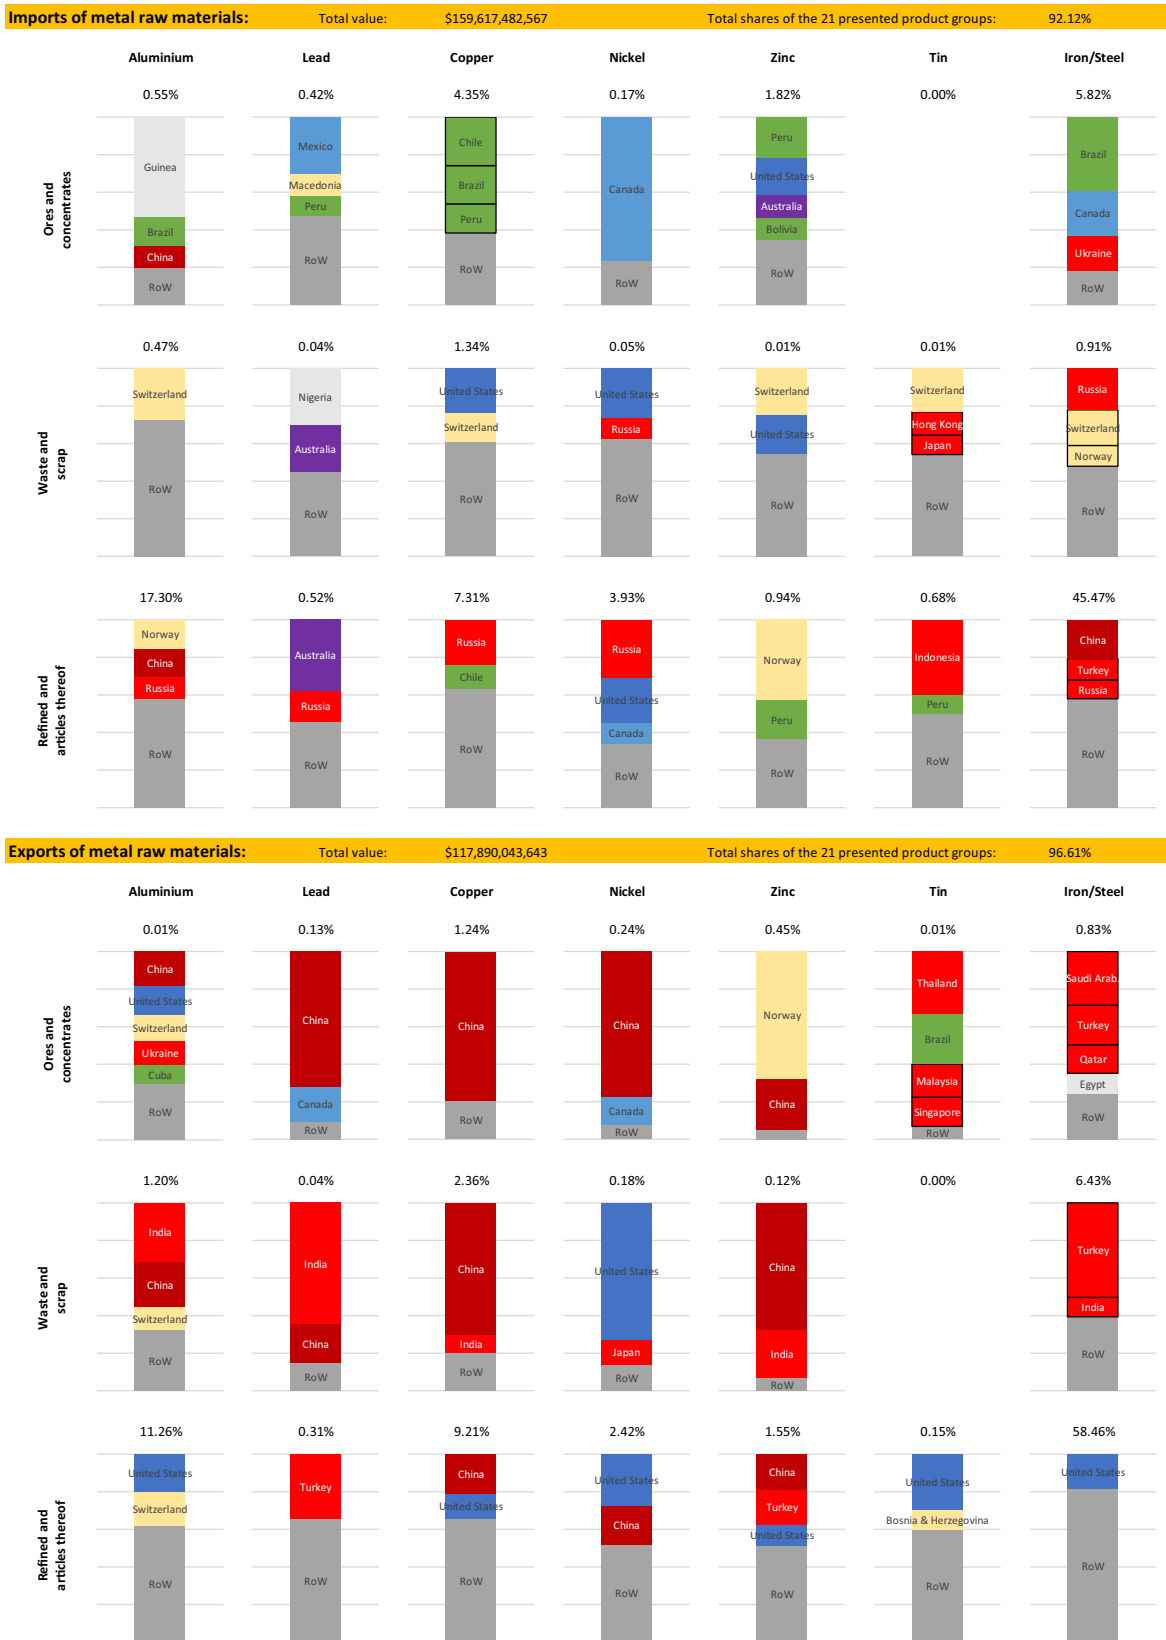 Imports of metal raw materials: Total value: $159,617,482,567 Total shares of the 21 presented product groups: 92.12%
Aluminium Lead Copper Nickel Zinc Tin Iron/Steel
Ores and concentrates
0.55% 0.42% 4.35% 0.17% 1.82% 0.00% 5.82%
Guinea
Brazil
China
RoW
Mexico
Macedonia
Peru
RoW
Chile
Brazil
Peru
RoW
Canada
RoW
Peru
United States
Australia
Bolivia
RoW
Brazil
Canada
Ukraine
RoW
Waste and scrap
0.47% 0.04% 1.34% 0.05% 0.01% 0.01% 0.91%
Switzerland
RoW
Nigeria
Australia
RoW
United States
Switzerland
RoW
United States
Russia
RoW
Switzerland
United States
RoW
Switzerland
Hong Kong
Japan
RoW
Russia
Switzerland
Norway
RoW
Refined and articles thereof
17.30% 0.52% 7.31% 3.93% 0.94% 0.68% 45.47%
Norway
China
Russia
RoW
Australia
Russia
RoW
Russia
Chile
RoW
Russia
United States
Canada
RoW
Norway
Peru
RoW
Indonesia
Peru
RoW
China
Turkey
Russia
RoW
Exports of metal raw materials: Total value: $117,890,043,643 Total shares of the 21 presented product groups: 96.61%
Aluminium Lead Copper Nickel Zinc Tin Iron/Steel
Ores and concentrates
0.01% 0.13% 1.24% 0.24% 0.45% 0.01% 0.83%
China
United States
Switzerland
Ukraine
Cuba
RoW
China
Canada
RoW
China
RoW
China
Canada
RoW
Norway
China
Thailand
Brazil
Malaysia
Singapore
RoW
Saudi Arab.
Turkey
Qatar
Egypt
RoW
Waste and scrap
1.20% 0.04% 2.36% 0.18% 0.12% 0.00% 6.43%
India
China
Switzerland
RoW
India
China
RoW
China
India
RoW
United States
Japan
RoW
China
India
RoW
Turkey
India
RoW
Refined and articles thereof
11.26% 0.31% 9.21% 2.42% 1.55% 0.15% 58.46%
United States
Switzerland
RoW
Turkey
RoW
China
United States
RoW
United States
China
RoW
China
Turkey
United States
RoW
United States
Bosnia & Herzegovina
RoW
United States
RoW